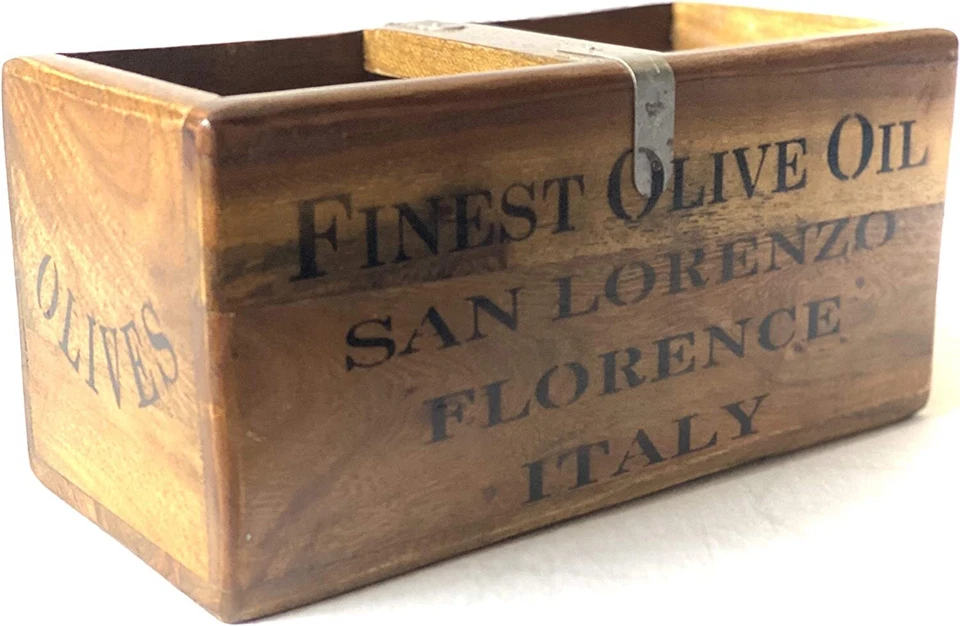 OLIVES
FINEST OLIVE OIL
SAN LORENZO
FLORENCE
ITALY